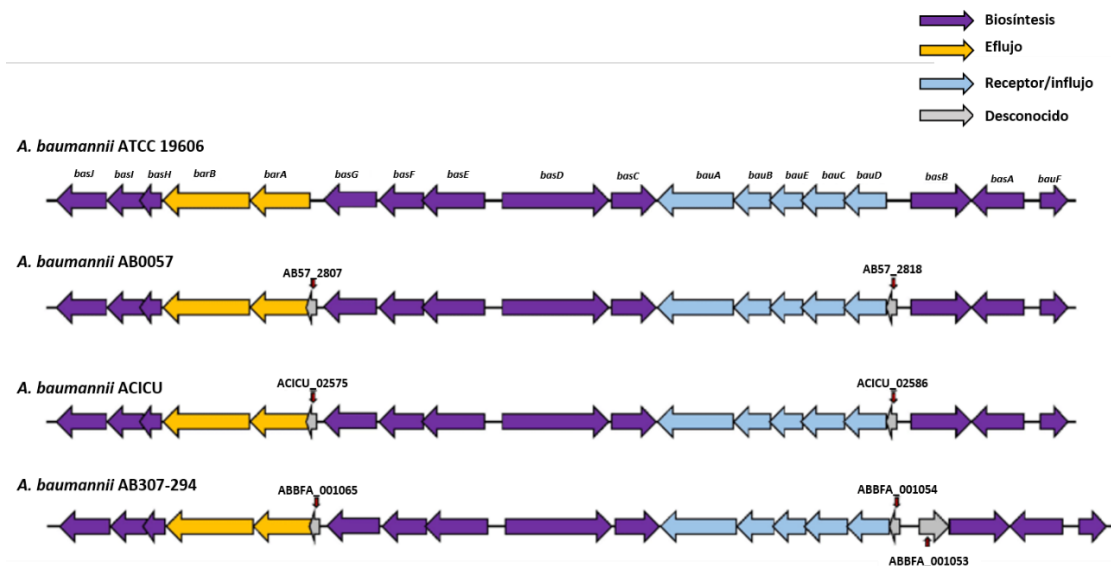 Biosíntesis
Eflujo
Receptor/influjo
Desconocido
A. baumannii ATCC 19606
basJ basI basH barB barA basG basF basE basD basC bauA bauB bauE bauC bauD basB basA bauF
A. baumannii AB0057
AB57_2807 AB57_2818
A. baumannii ACICU
ACICU_02575 ACICU_02586
A. baumannii AB307-294
ABBFA_001065 ABBFA_001054
ABBFA_001053